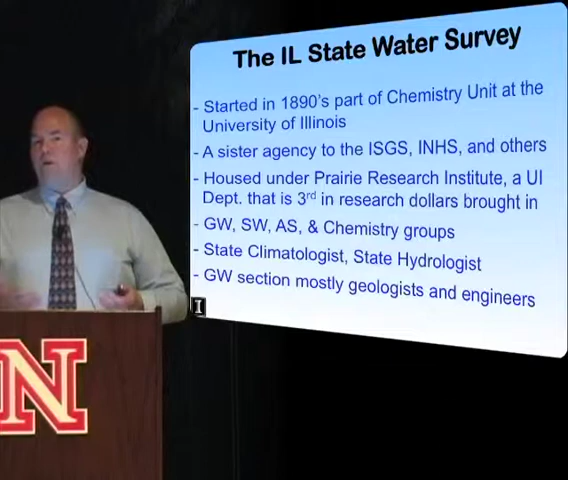 The IL State Water Survey
- Started in 1890's part of Chemistry Unit at the
University of Illinois
- A sister agency to the ISGS, INHS, and others
- Housed under Prairie Research Institute, a UI
Dept. that is 3rd in research dollars brought in
- GW, SW, AS, & Chemistry groups
- State Climatologist, State Hydrologist
- GW section mostly geologists and engineers
I
N